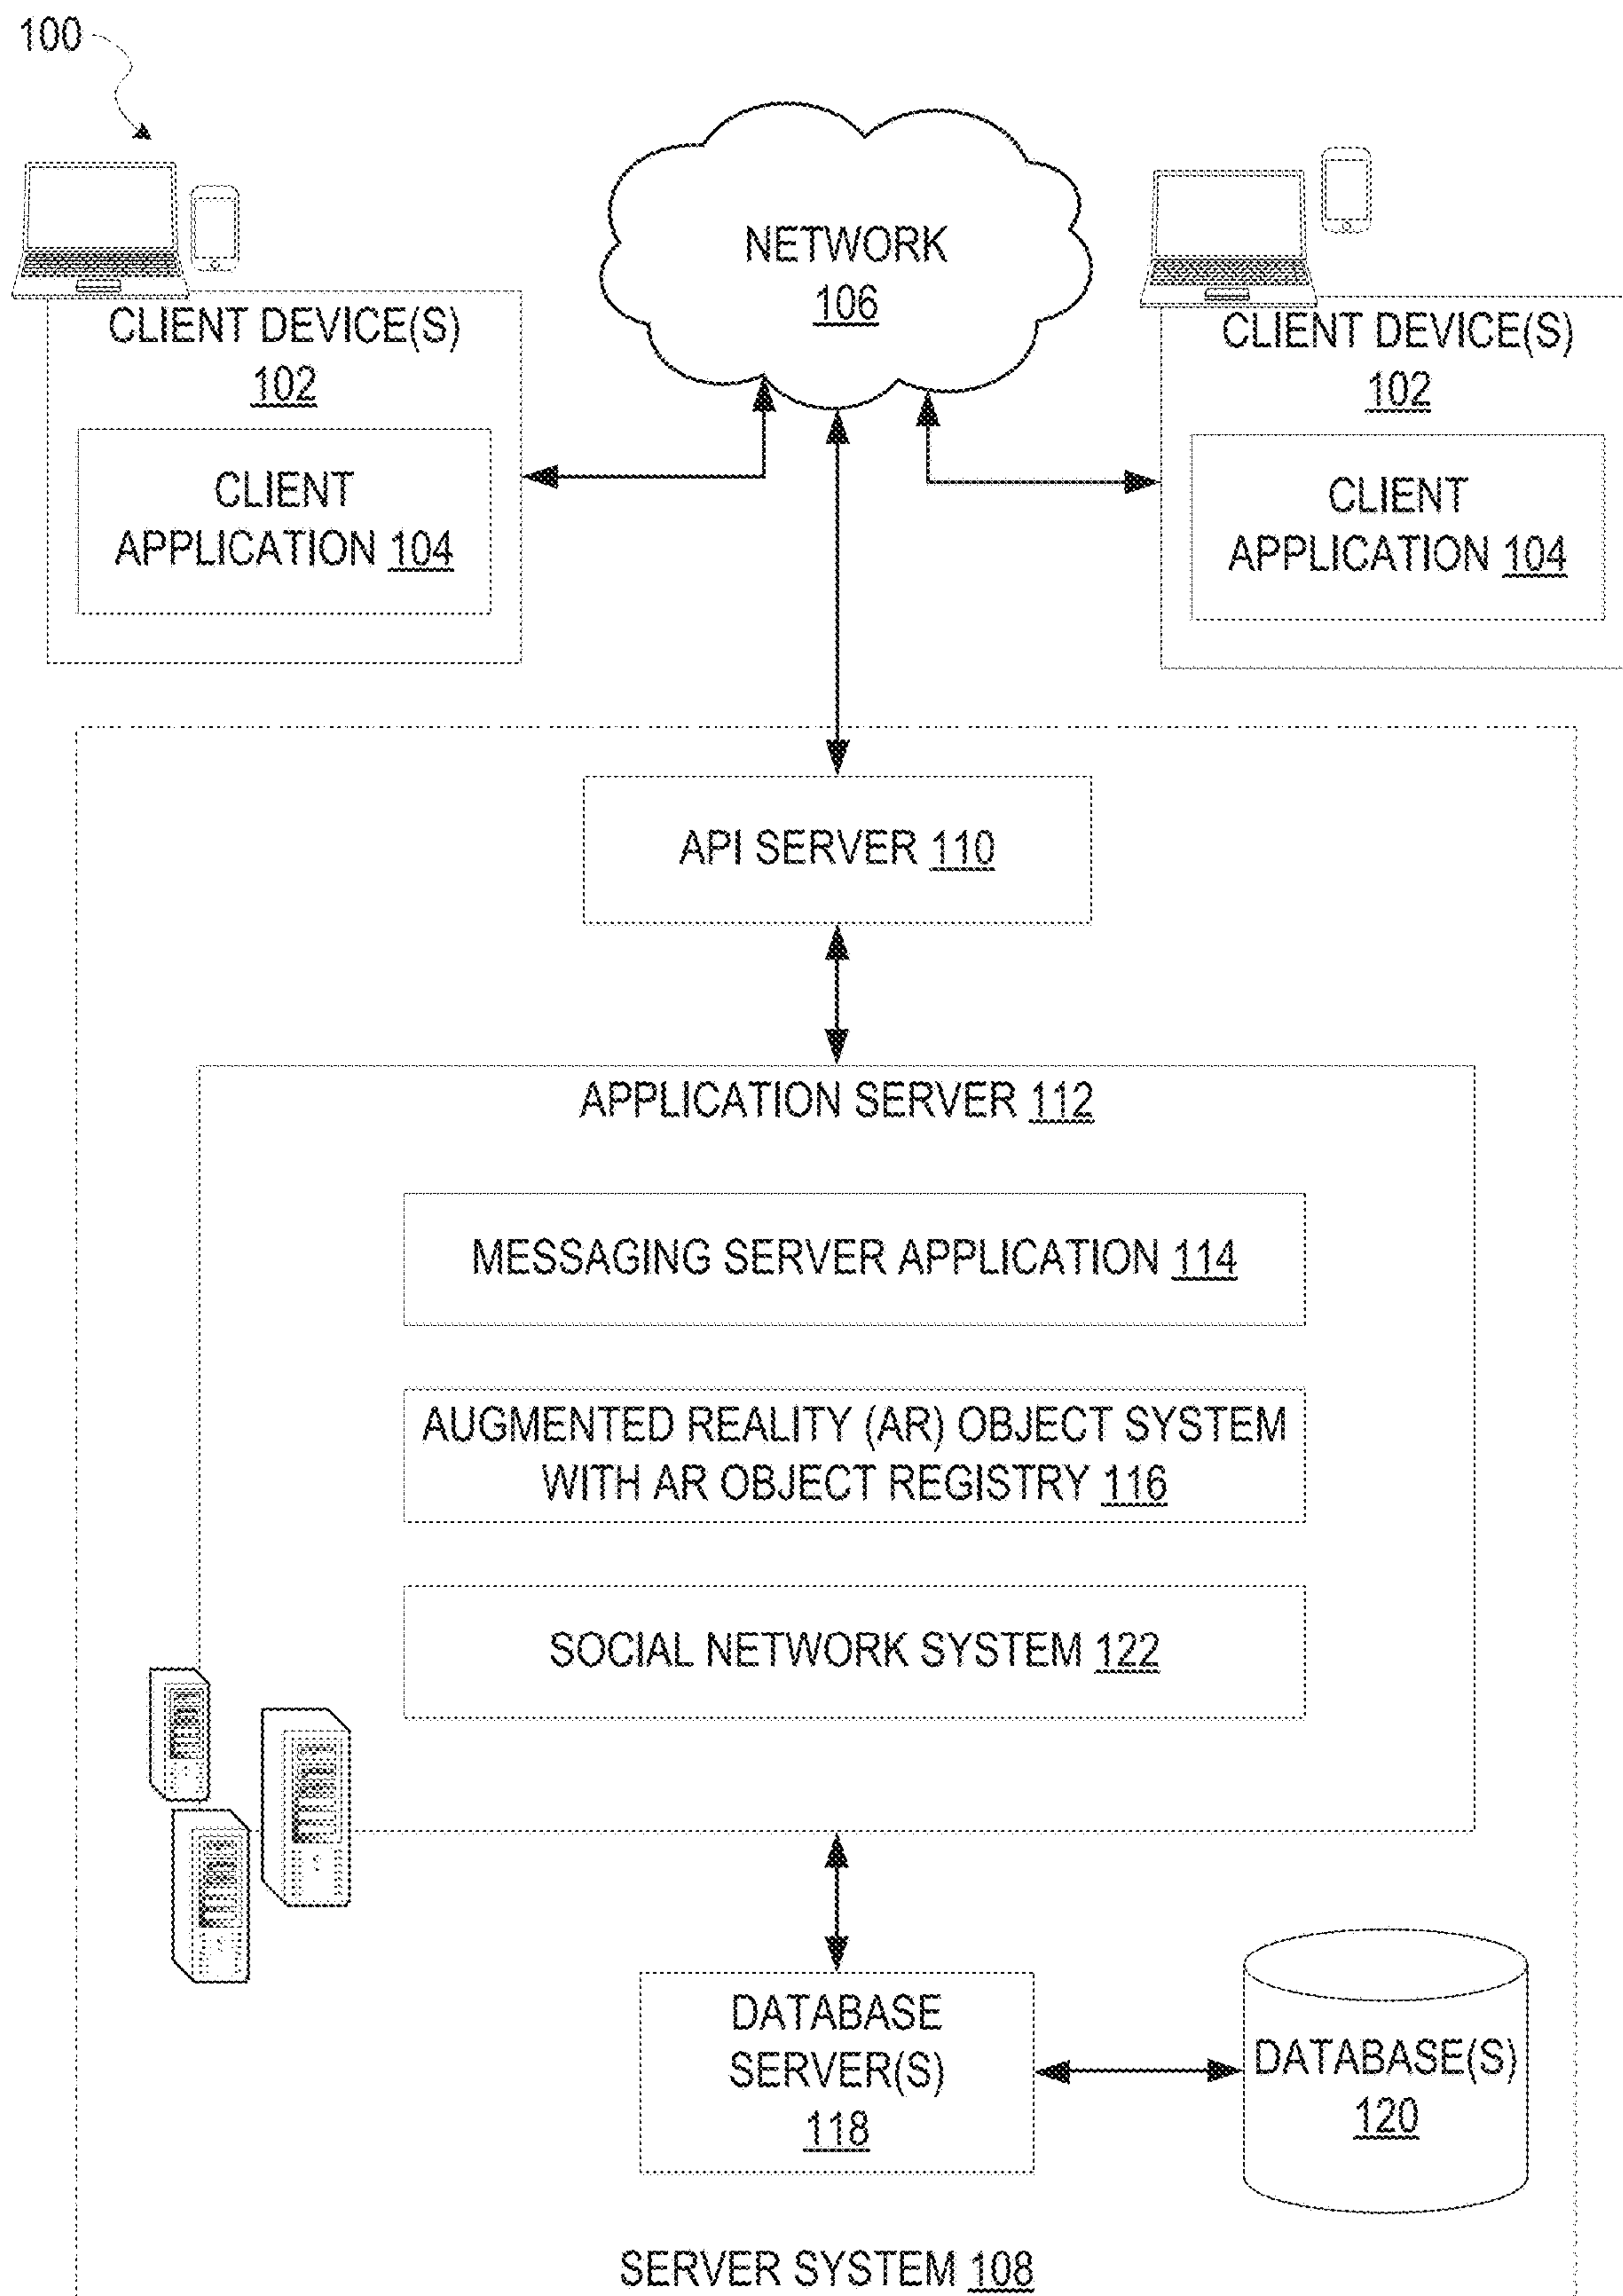 100
NETWORK
106
CLIENT DEVICE(S)
102
CLIENT
APPLICATION 104
CLIENT DEVICE(S)
102
CLIENT
APPLICATION 104
API SERVER 110
APPLICATION SERVER 112
MESSAGING SERVER APPLICATION 114
AUGMENTED REALITY (AR) OBJECT SYSTEM
WITH AR OBJECT REGISTRY 116
SOCIAL NETWORK SYSTEM 122
DATABASE
SERVER(S)
118
DATABASE(S)
120
SERVER SYSTEM 108